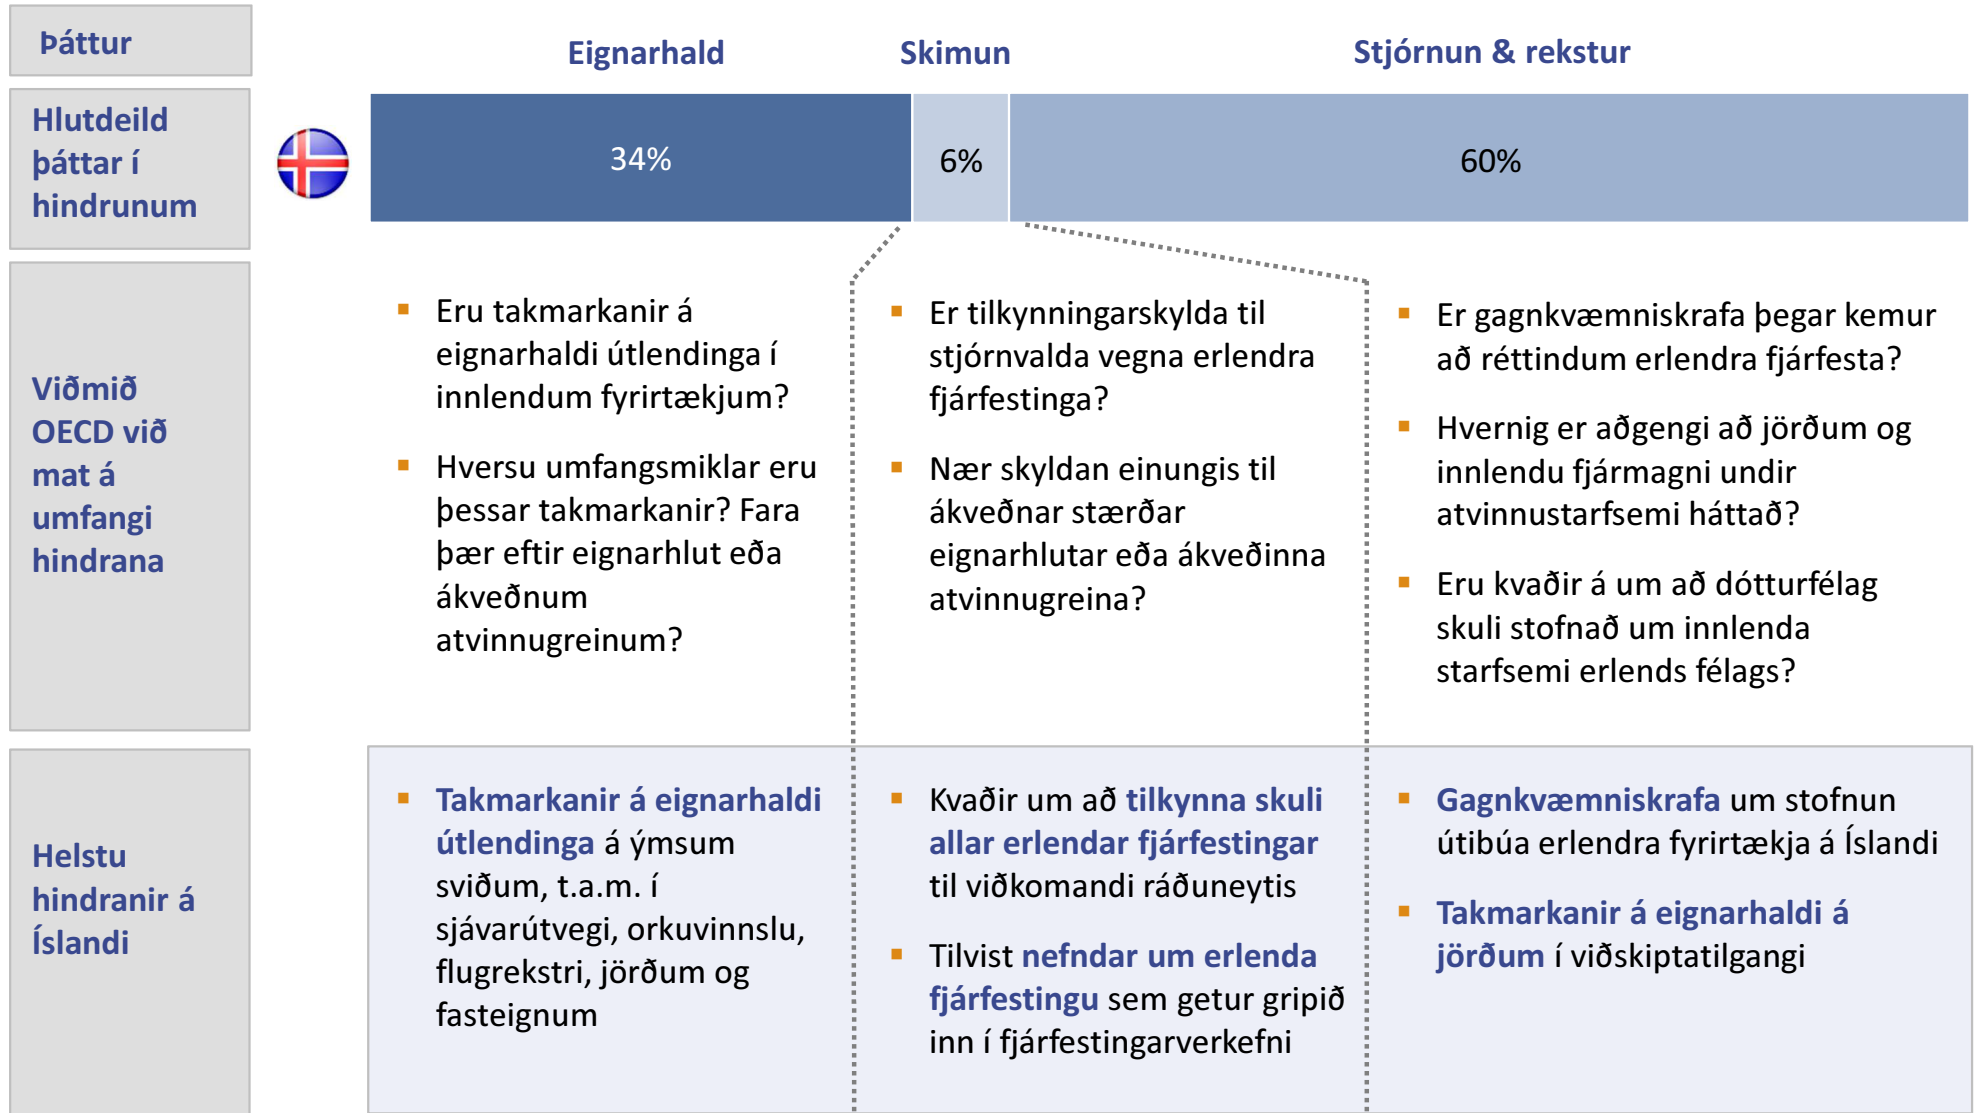 Þáttur
Eignarhald
Skimun
Stjórnun & rekstur
Hlutdeild
þáttar í
hindrunum
34%
6%
60%
Viðmið
OECD við
mat á
umfangi
hindrana
▪ Eru takmarkanir á
eignarhaldi útlendinga í
innlendum fyrirtækjum?
▪ Hversu umfangsmiklar eru
þessar takmarkanir? Fara
þær eftir eignarhlut eða
ákveðnum
atvinnugreinum?
▪ Er tilkynningarskylda til
stjórnvalda vegna erlendra
fjárfestinga?
▪ Nær skyldan einungis til
ákveðnar stærðar
eignarhlutar eða ákveðinna
atvinnugreina?
▪ Er gagnkvæmniskrafa þegar kemur
að réttindum erlendra fjárfesta?
▪ Hvernig er aðgengi að jörðum og
innlendu fjármagni undir
atvinnustarfsemi háttað?
▪ Eru kvaðir á um að dótturfélag
skuli stofnað um innlenda
starfsemi erlends félags?
Helstu
hindranir á
Íslandi
▪ Takmarkanir á eignarhaldi
útlendinga á ýmsum
sviðum, t.a.m. í
sjávarútvegi, orkuvinnslu,
flugrekstri, jörðum og
fasteignum
▪ Kvaðir um að tilkynna skuli
allar erlendar fjárfestingar
til viðkomandi ráðuneytis
▪ Tilvist nefndar um erlenda
fjárfestingu sem getur gripið
inn í fjárfestingarverkefni
▪ Gagnkvæmniskrafa um stofnun
útibúa erlendra fyrirtækja á Íslandi
▪ Takmarkanir á eignarhaldi á
jörðum í viðskiptatilgangi